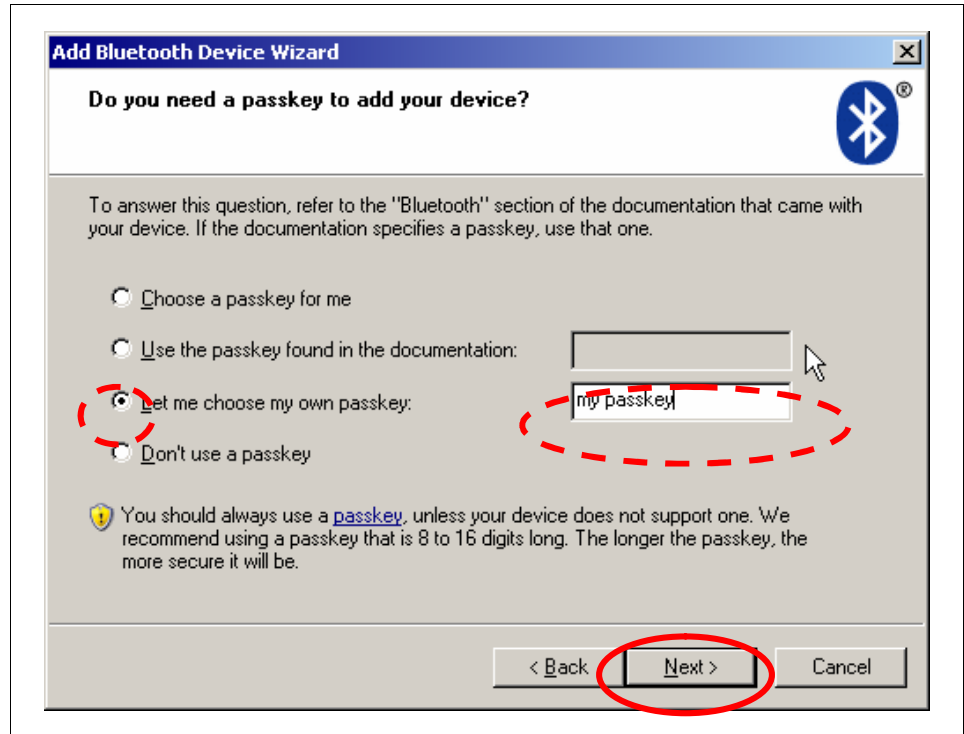 Add Bluetooth Device Wizard
Do you need a passkey to add your device?
®
To answer this question, refer to the "Bluetooth" section of the documentation that came with
your device. If the documentation specifies a passkey, use that one.
Choose a passkey for me
Use the passkey found in the documentation:
Let me choose my own passkey:
my passkey
Don't use a passkey
You should always use a passkey, unless your device does not support one. We
recommend using a passkey that is 8 to 16 digits long. The longer the passkey, the
more secure it will be.
< Back
Next >
Cancel